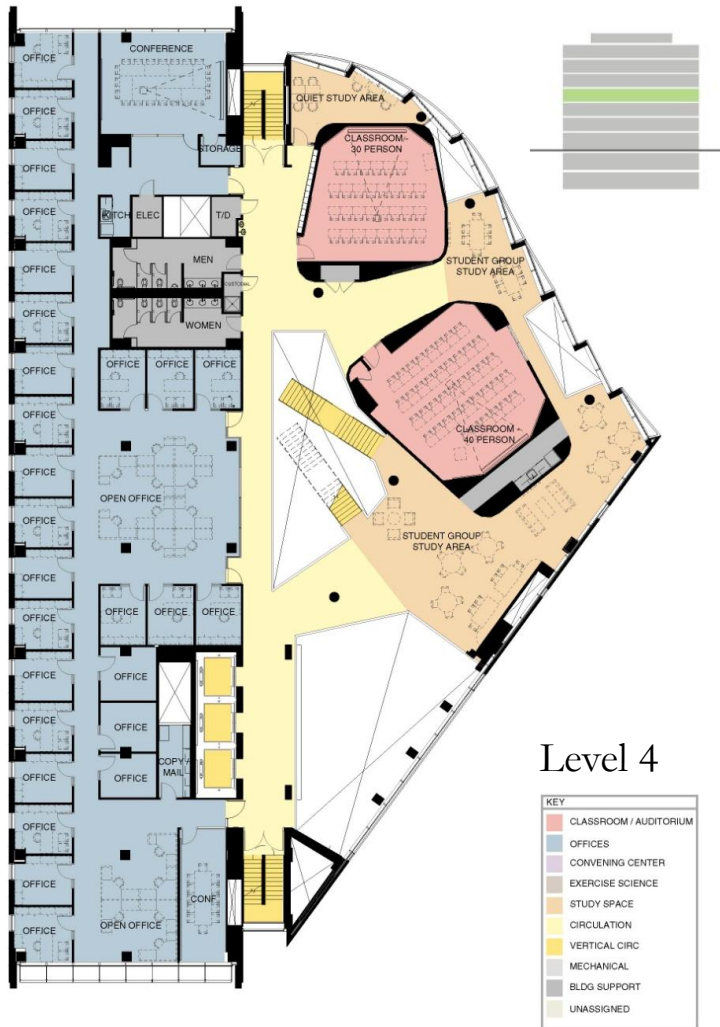 CONFERENCE
OFFICE
QUIET STUDY AREA
OFFICE
CLASSROOM -
30 PERSON
STORAGE
OFFICE
OFFICE
KITCH
ELEC
T/D
OFFICE
MEN
STUDENT GROUP
STUDY AREA
CUSTODIAL
OFFICE
WOMEN
OFFICE
OFFICE
OFFICE
OFFICE
OFFICE
CLASSROOM -
40 PERSON
OFFICE
OPEN OFFICE
OFFICE
STUDENT GROUP
STUDY AREA
OFFICE
OFFICE
OFFICE
OFFICE
OFFICE
OFFICE
OFFICE
OFFICE
OFFICE
COPY /
MAIL
OFFICE
OFFICE
OFFICE
OFFICE
CONF
OPEN OFFICE
OFFICE
Level 4
KEY
CLASSROOM / AUDITORIUM
OFFICES
CONVENING CENTER
EXERCISE SCIENCE
STUDY SPACE
CIRCULATION
VERTICAL CIRC
MECHANICAL
BLDG SUPPORT
UNASSIGNED